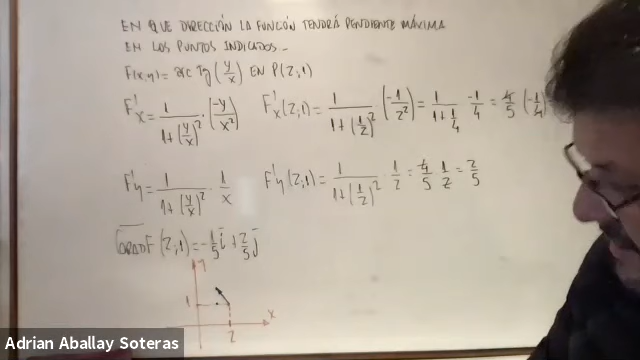 EN QUE DIRECCIÓN LA FUNCIÓN TENDRÁ PENDIENTE MÁXIMA
EN LOS PUNTOS INDICADOS.-
F(x,y)= arc Tg(y/x) EN P(2,1)
F'x = 1/(1+(y/x)²) · (-y/x²) F'x(2,1) = 1/(1+(1/2)²) (-1/2²) = 1/(1+1/4) · -1/4 = 4/5 (-1/4) =
F'y = 1/(1+(y/x)²) · 1/x F'y(2,1) = 1/(1+(1/2)²) · 1/2 = 4/5 · 1/2 = 2/5
GRAD F(2,1) = -1/5 i + 2/5 j
y
1
2
x
Adrian Aballay Soteras